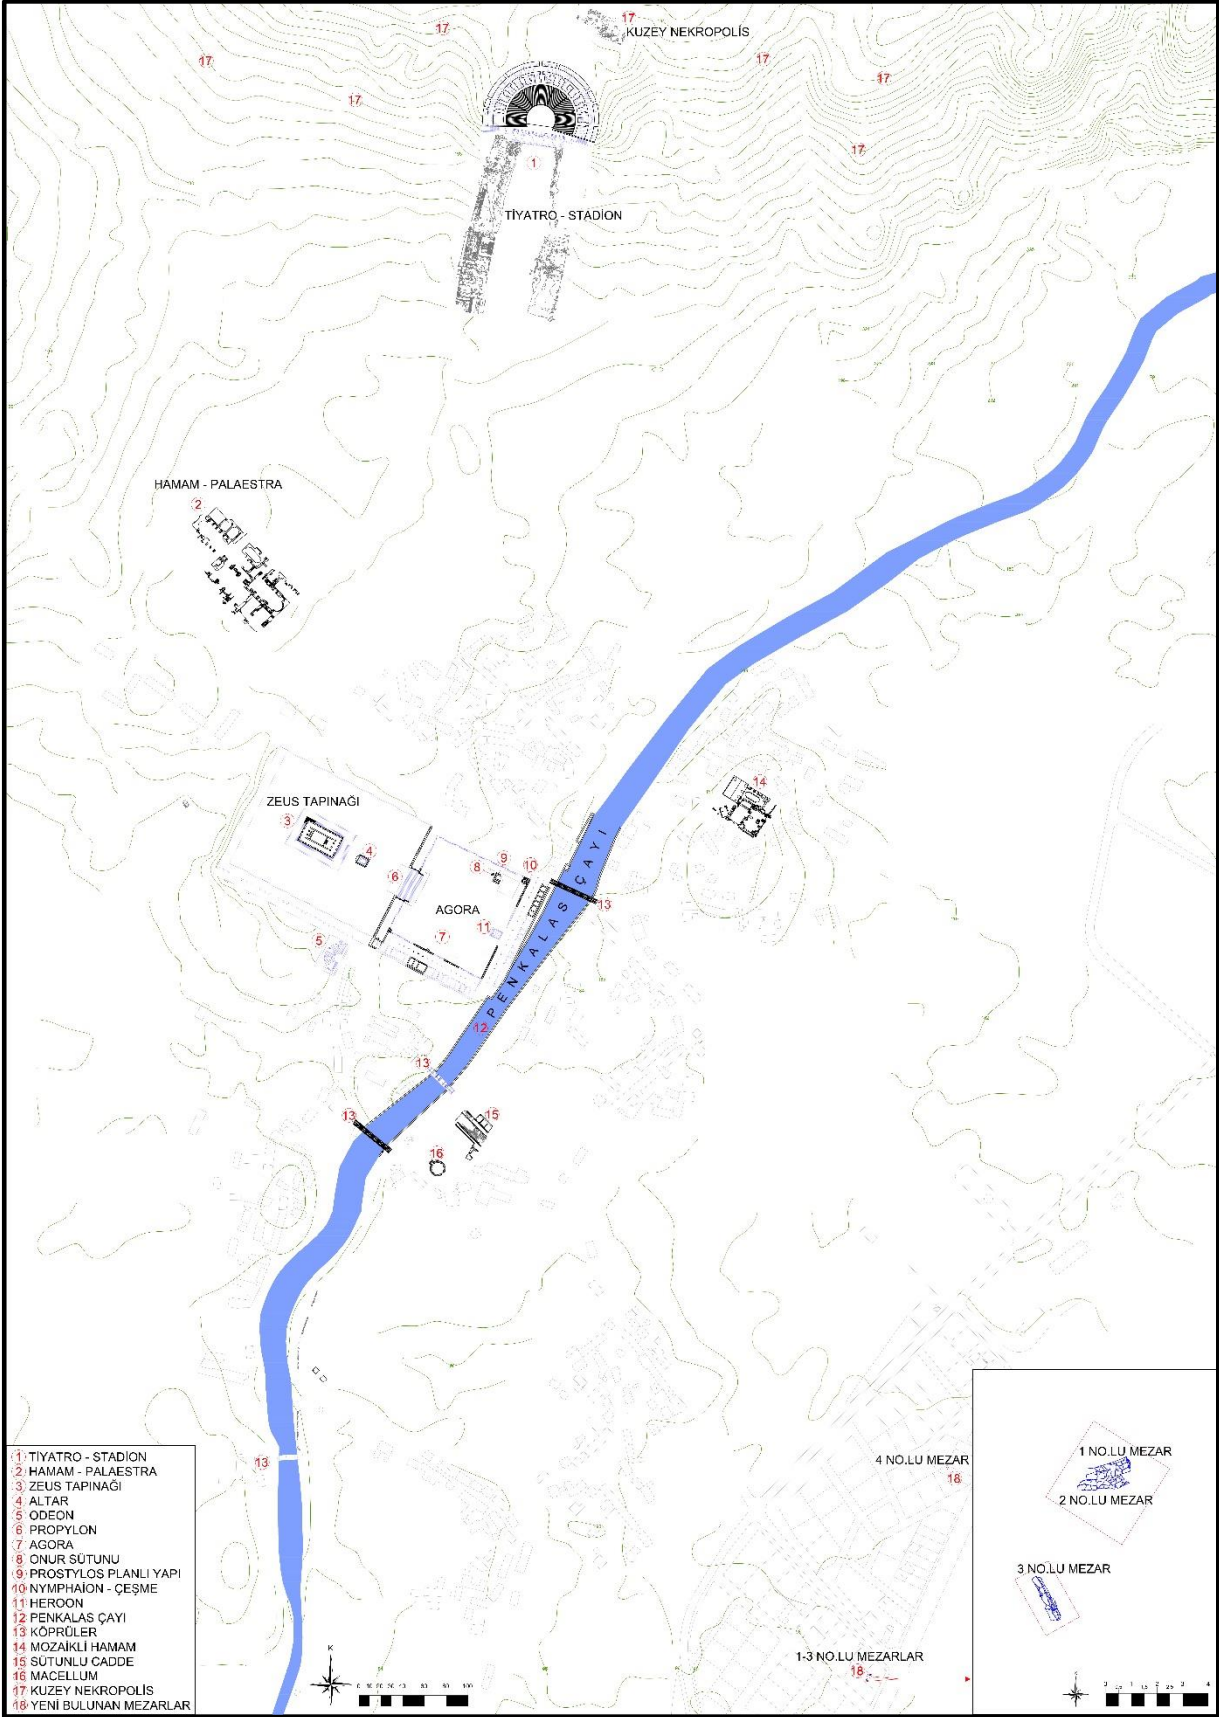 17
17
KUZEY NEKROPOLİS
17
17
17
17
17
1
TİYATRO - STADİON
HAMAM - PALAESTRA
2
14
ZEUS TAPINAĞI
3
4
9
8
10
6
AGORA
13
11
7
5
PENKALAS ÇAYI
12
13
13
15
16
13
4 NO.LU MEZAR
18
1-3 NO.LU MEZARLAR
18
1 NO.LU MEZAR
2 NO.LU MEZAR
3 NO.LU MEZAR
1 TİYATRO - STADİON
2 HAMAM - PALAESTRA
3 ZEUS TAPINAĞI
4 ALTAR
5 ODEON
6 PROPYLON
7 AGORA
8 ONUR SÜTUNU
9 PROSTYLOS PLANLI YAPI
10 NYMPHAİON - ÇEŞME
11 HEROON
12 PENKALAS ÇAYI
13 KÖPRÜLER
14 MOZAİKLİ HAMAM
15 SÜTUNLU CADDE
16 MACELLUM
17 KUZEY NEKROPOLİS
18 YENİ BULUNAN MEZARLAR
K